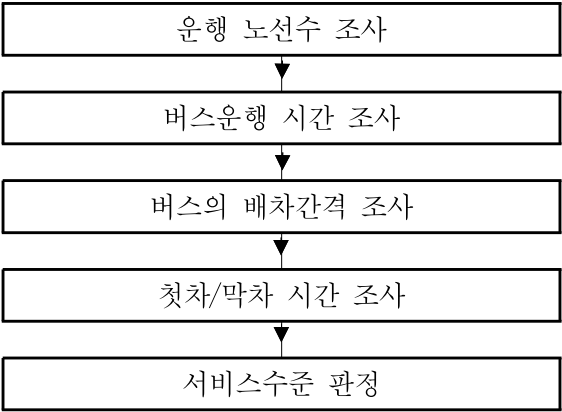 운행 노선수 조사
버스운행 시간 조사
버스의 배차간격 조사
첫차/막차 시간 조사
서비스수준 판정